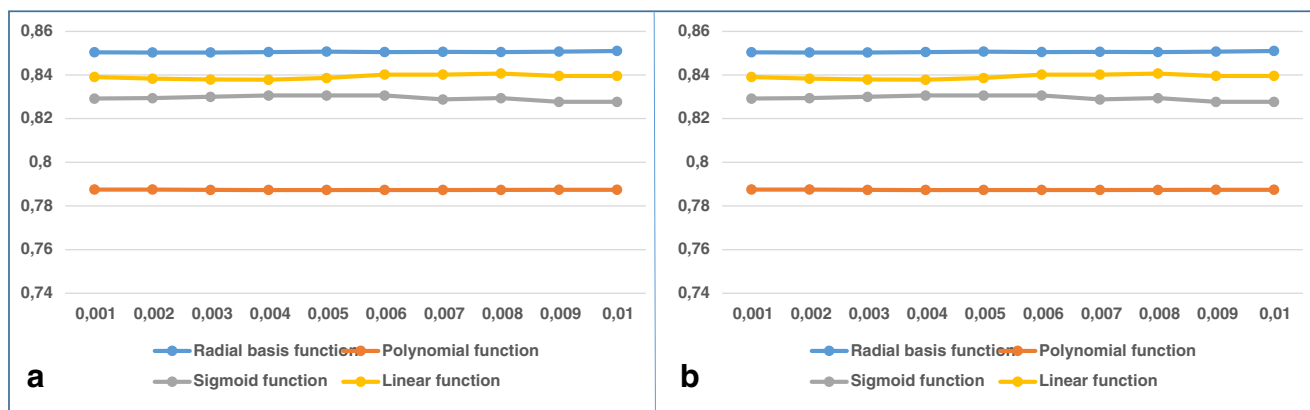 0,86
0,84
0,82
0,8
0,78
0,76
0,74
0,001 0,002 0,003 0,004 0,005 0,006 0,007 0,008 0,009 0,01
Radial basis function Polynomial function
Sigmoid function Linear function
a
0,86
0,84
0,82
0,8
0,78
0,76
0,74
0,001 0,002 0,003 0,004 0,005 0,006 0,007 0,008 0,009 0,01
Radial basis function Polynomial function
Sigmoid function Linear function
b